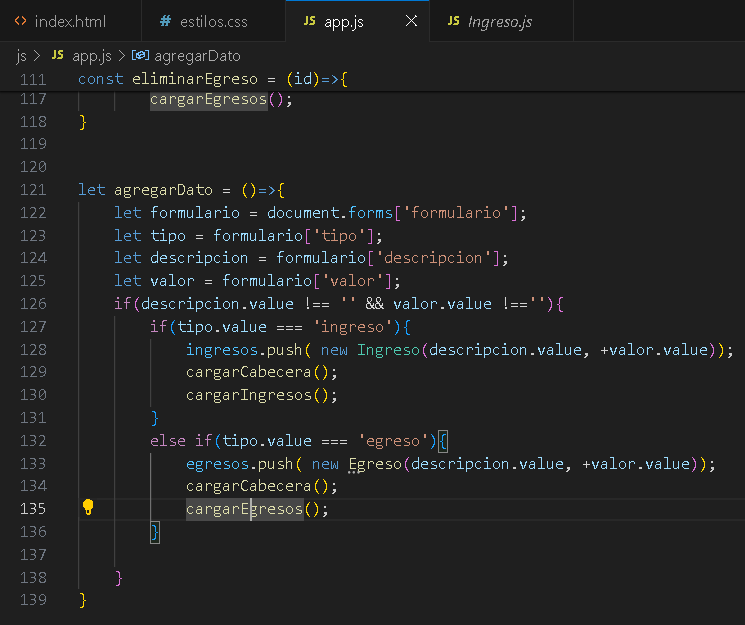 index.html # estilos.css JS app.js JS Ingreso.js
js > JS app.js > agregarDato
111 const eliminarEgreso = (id)=>{
117 cargarEgresos();
118 }
119
120
121 let agregarDato = ()=>{
122 let formulario = document.forms['formulario'];
123 let tipo = formulario['tipo'];
124 let descripcion = formulario['descripcion'];
125 let valor = formulario['valor'];
126 if(descripcion.value !== '' && valor.value !==''){
127 if(tipo.value === 'ingreso'){
128 ingresos.push( new Ingreso(descripcion.value, +valor.value));
129 cargarCabecera();
130 cargarIngresos();
131 }
132 else if(tipo.value === 'egreso'){
133 egresos.push( new Egreso(descripcion.value, +valor.value));
134 cargarCabecera();
135 cargarEgresos();
136 }
137
138 }
139 }